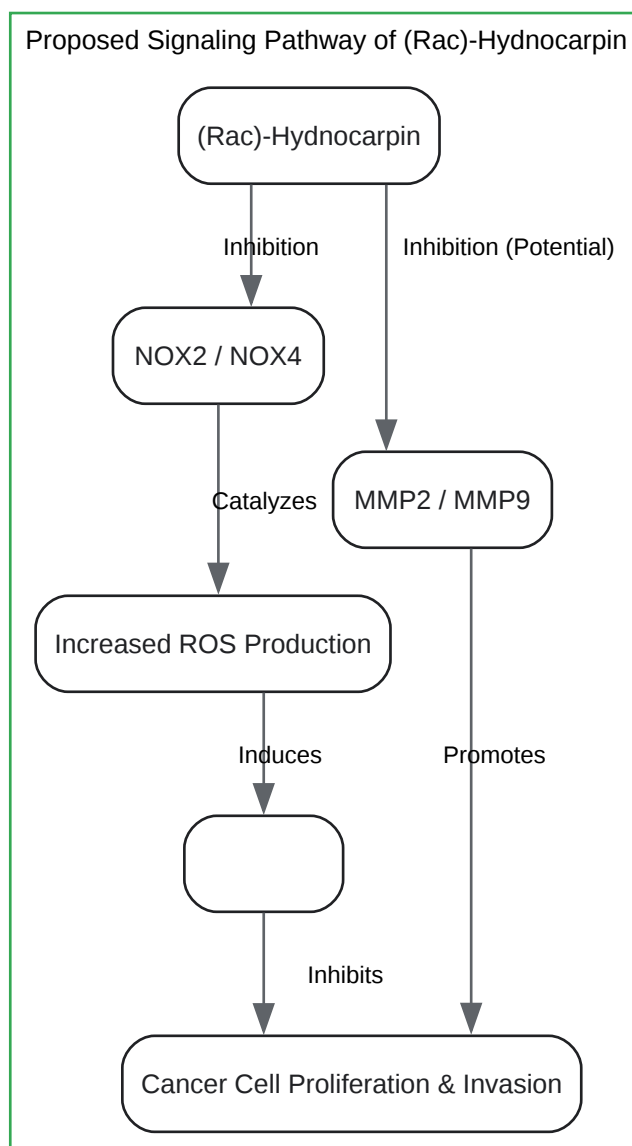 Proposed Signaling Pathway of (Rac)-Hydnocarpin
(Rac)-Hydnocarpin
Inhibition
Inhibition (Potential)
NOX2 / NOX4
Catalyzes
MMP2 / MMP9
Increased ROS Production
Induces
Promotes
Inhibits
Cancer Cell Proliferation & Invasion